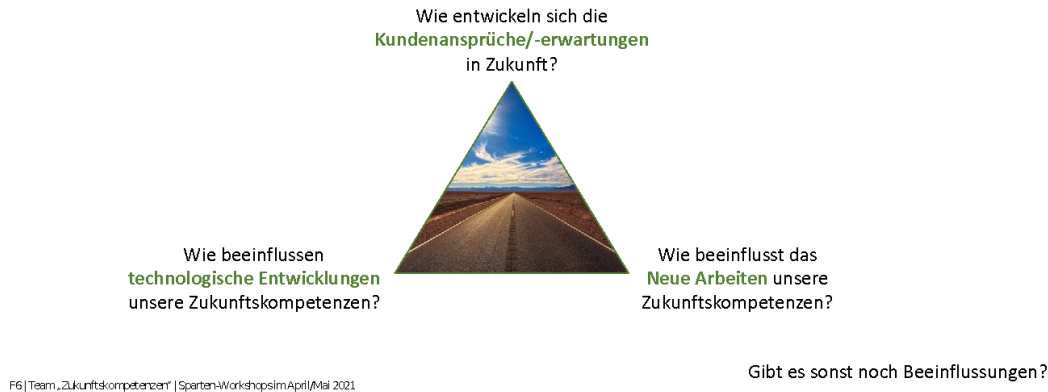 Wie entwickeln sich die
Kundenansprüche/-erwartungen
in Zukunft?
Wie beeinflussen
technologische Entwicklungen
unsere Zukunftskompetenzen?
Wie beeinflusst das
Neue Arbeiten unsere
Zukunftskompetenzen?
Gibt es sonst noch Beeinflussungen?
F6 | Team „Zukunftskompetenzen“ | Sparten-Workshops im April/Mai 2021